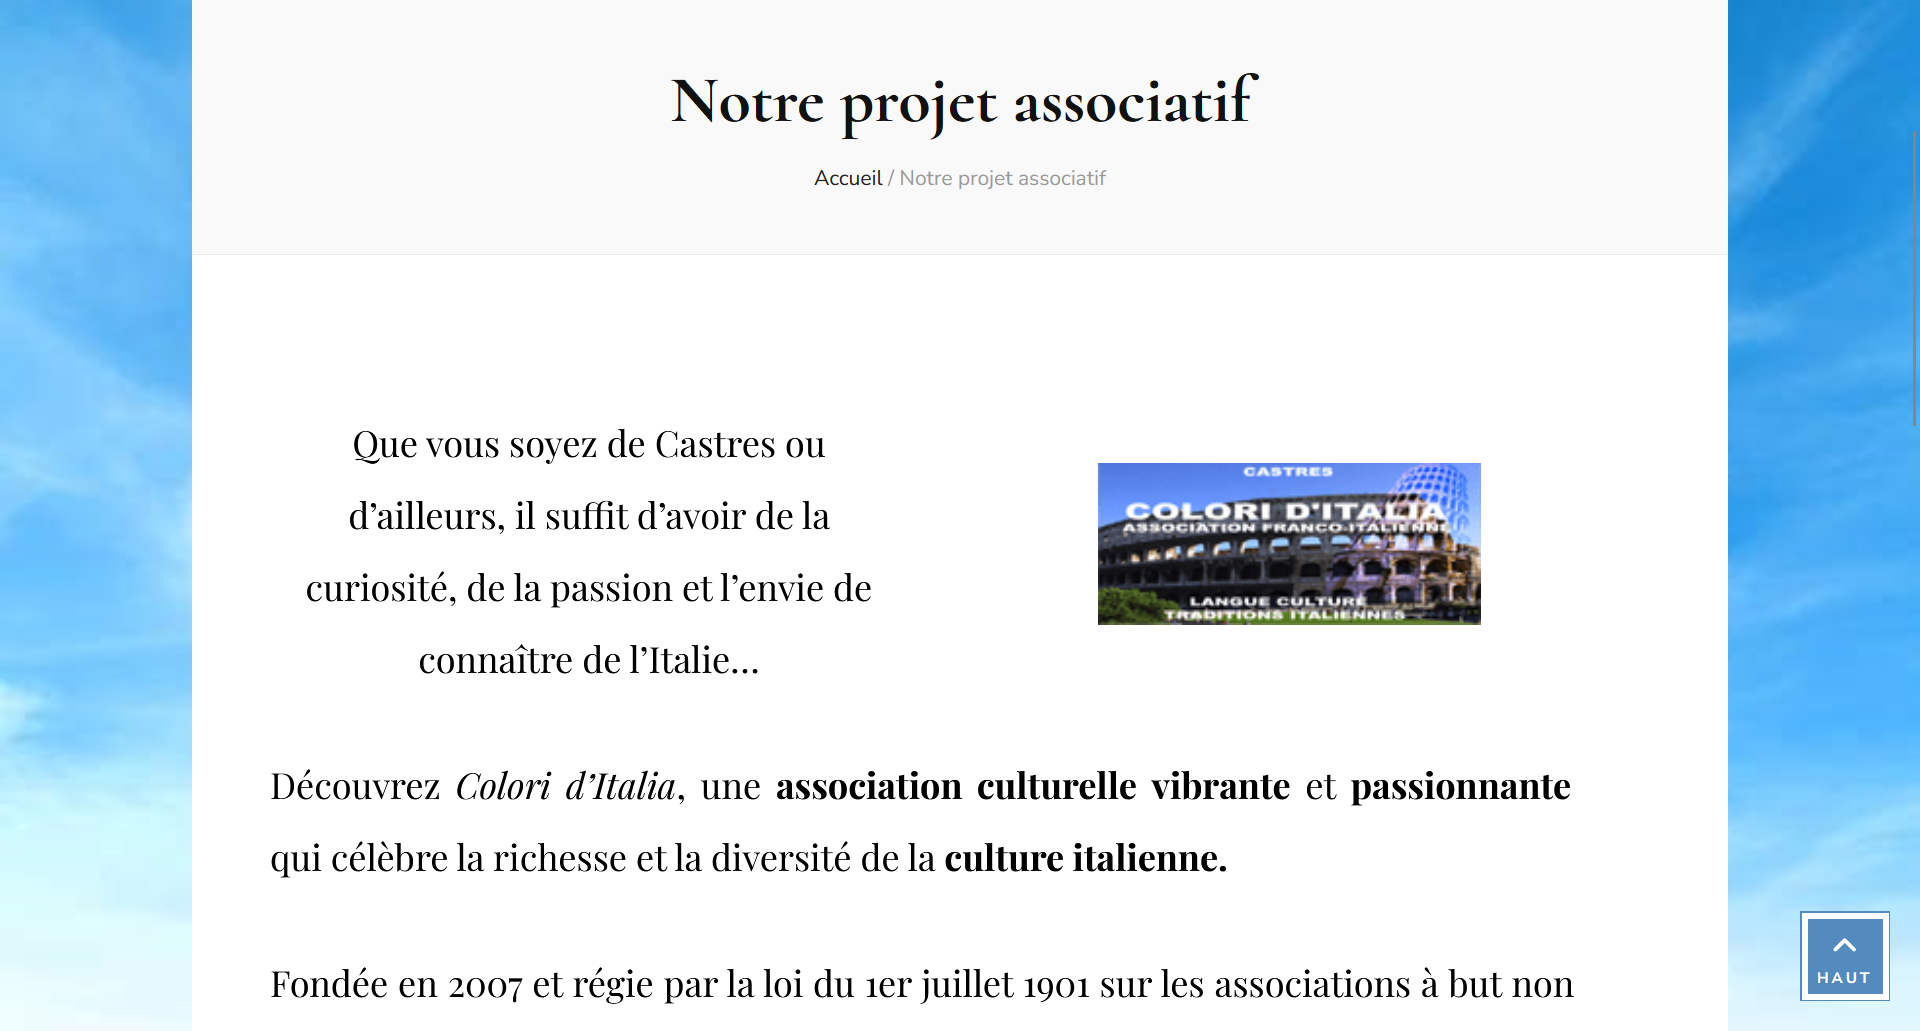 Notre projet associatif
Accueil / Notre projet associatif
Que vous soyez de Castres ou
d’ailleurs, il suffit d’avoir de la
curiosité, de la passion et l’envie de
connaître de l’Italie…
CASTRES
COLORI D'ITALIA
ASSOCIATION FRANCO-ITALIENNE
LANGUE CULTURE
TRADITIONS ITALIENNES
Découvrez Colori d’Italia, une association culturelle vibrante et passionnante
qui célèbre la richesse et la diversité de la culture italienne.
Fondée en 2007 et régie par la loi du 1er juillet 1901 sur les associations à but non
HAUT